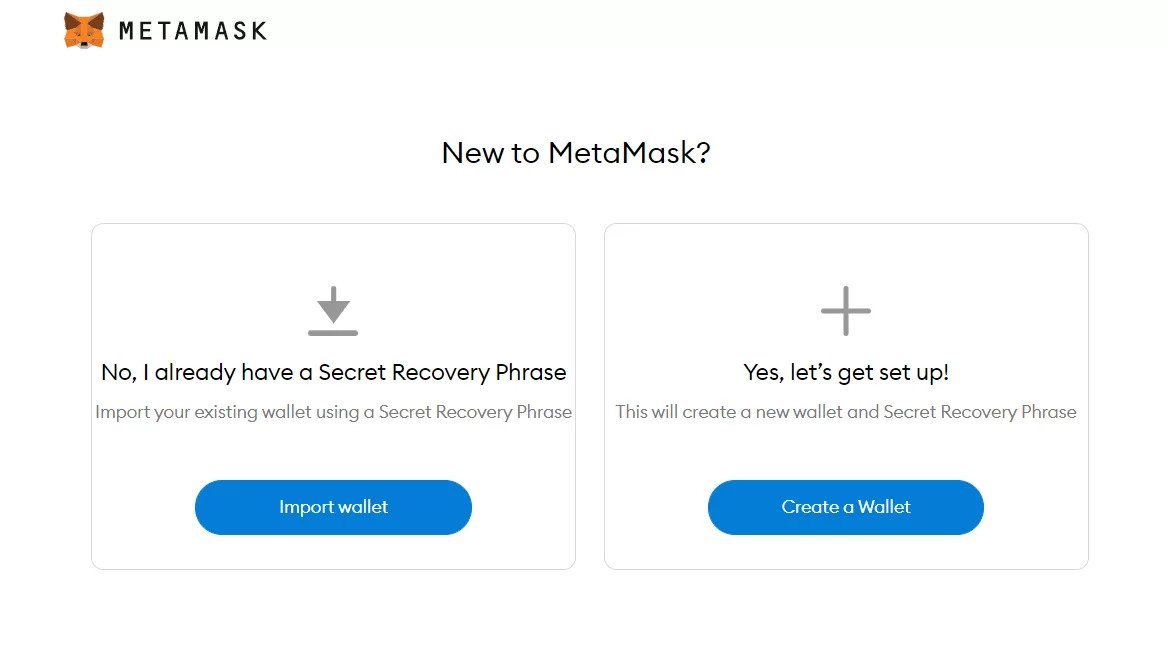 METAMASK
New to MetaMask?
No, I already have a Secret Recovery Phrase
Import your existing wallet using a Secret Recovery Phrase
Import wallet
Yes, let’s get set up!
This will create a new wallet and Secret Recovery Phrase
Create a Wallet